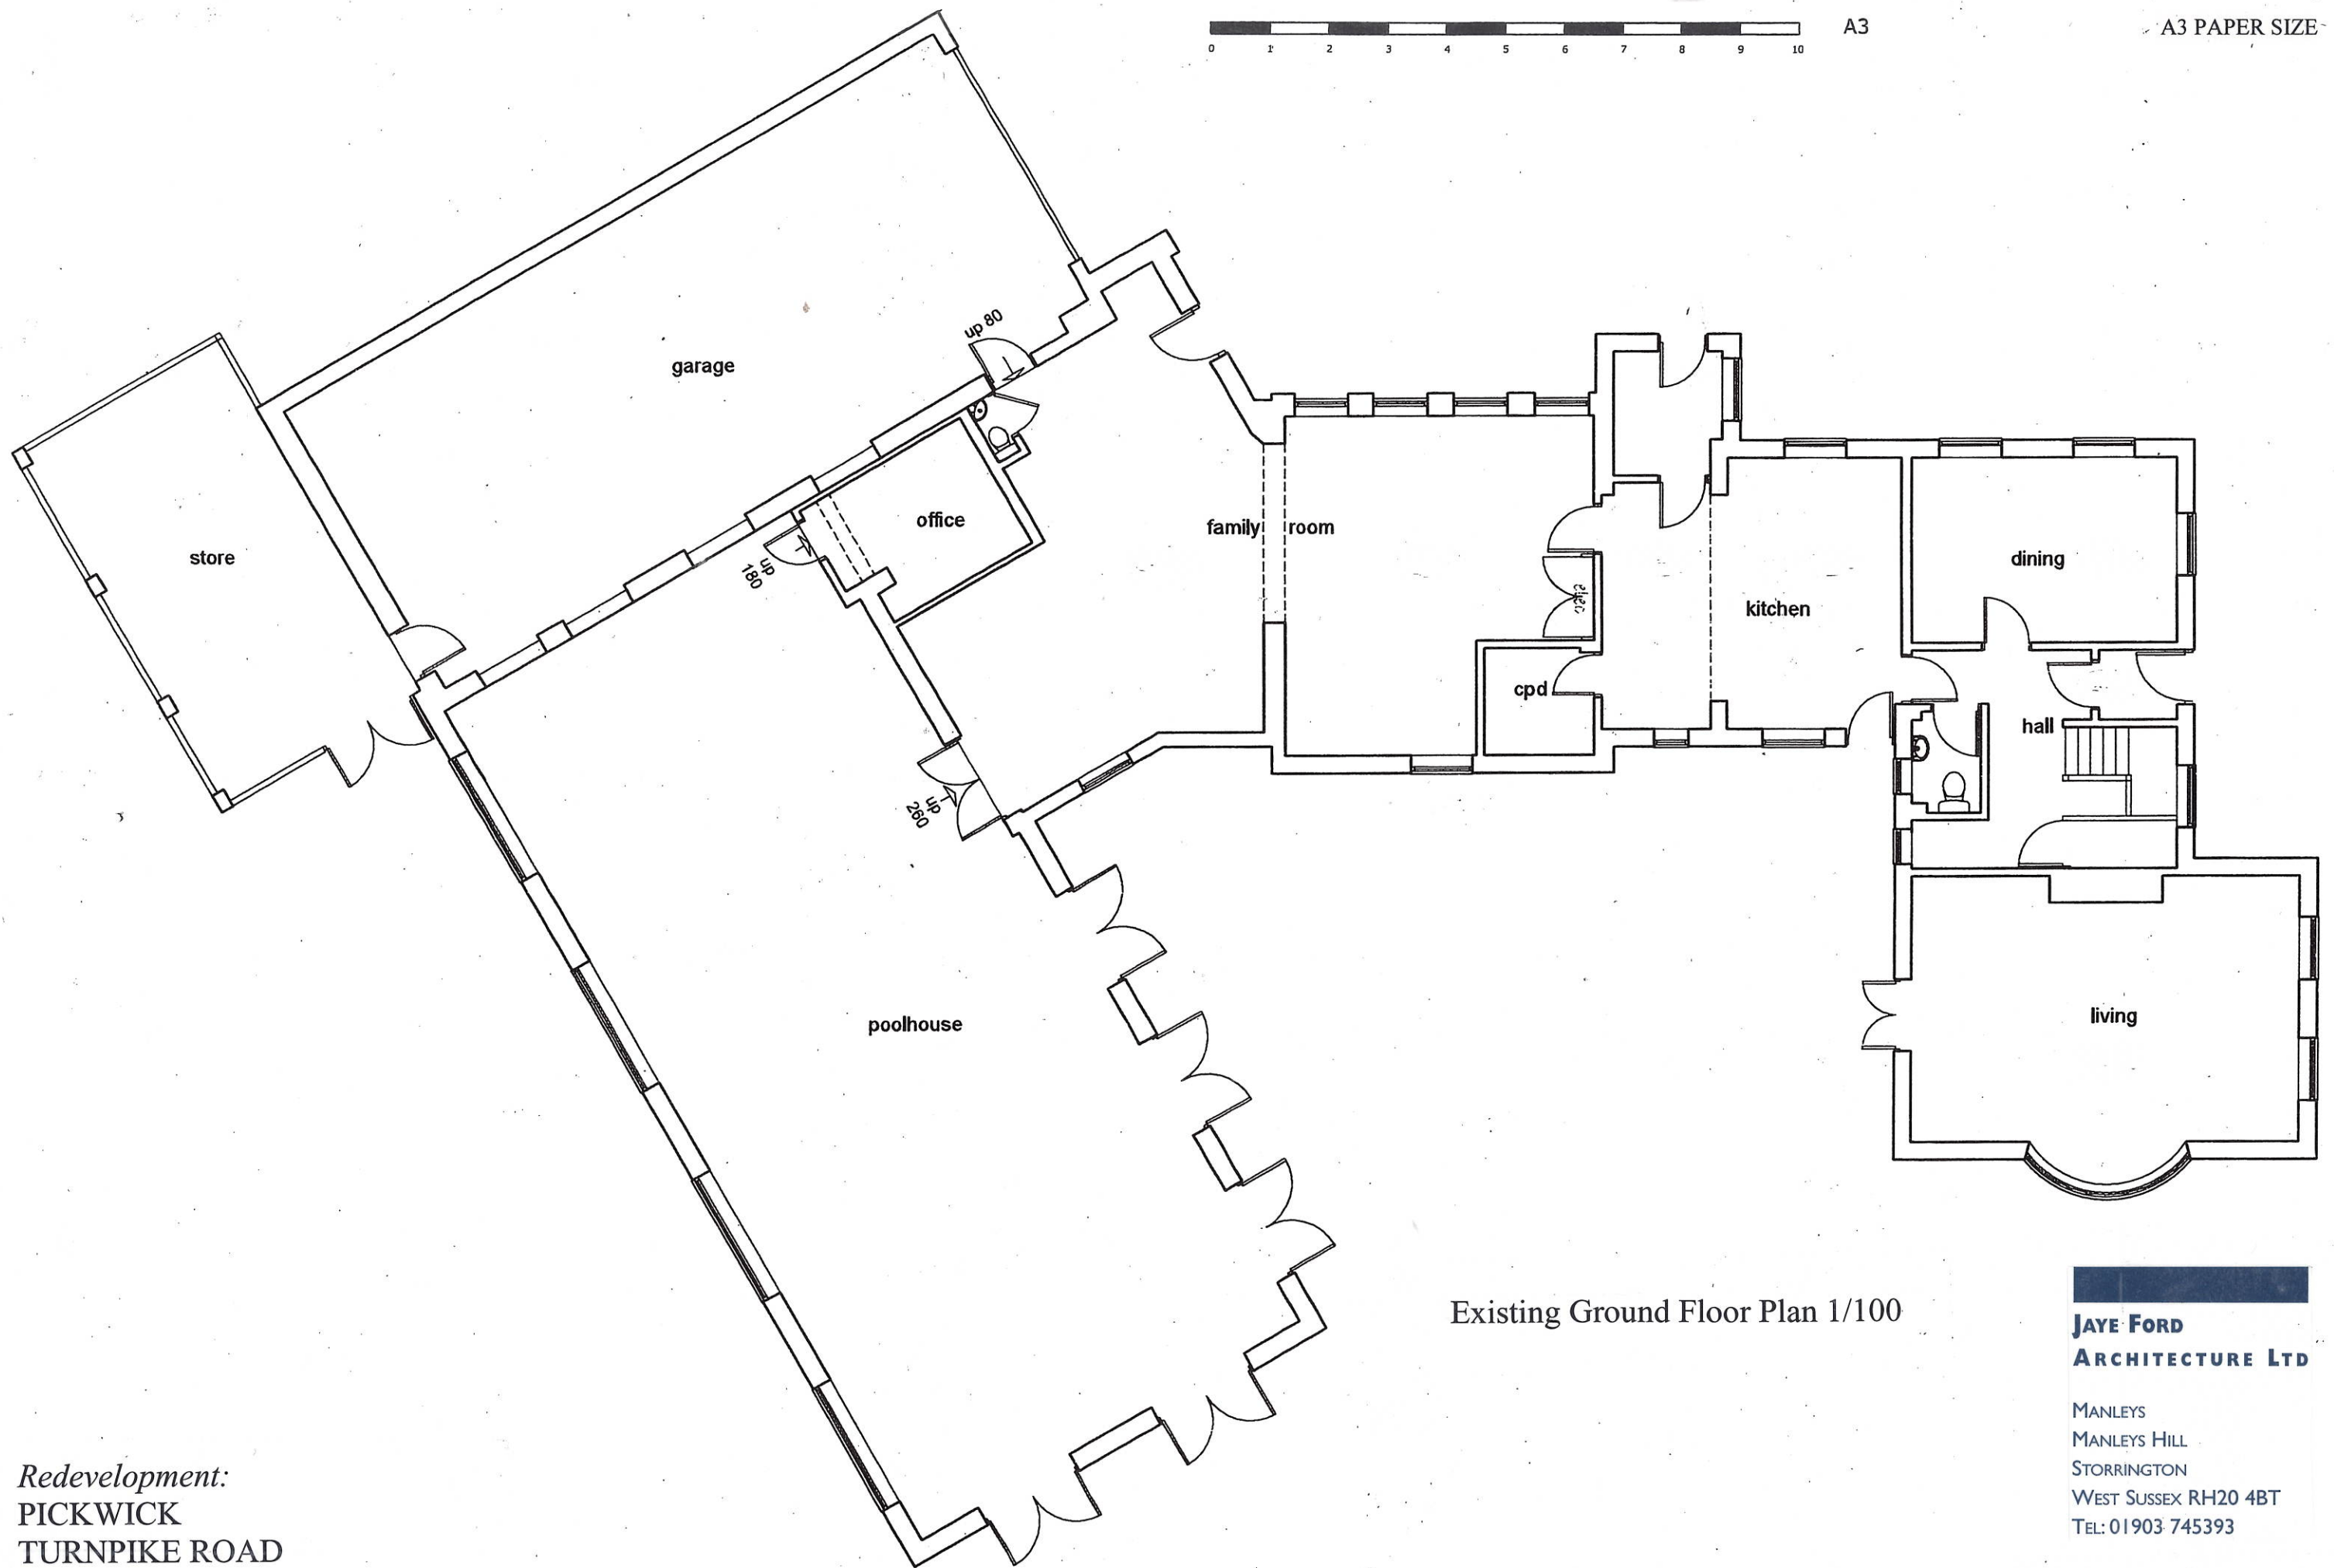 0 1 2 3 4 5 6 7 8 9 10
A3
A3 PAPER SIZE
up 80
garage
office
store
up
180
family room
dining
kitchen
cpd
hall
up
260
poolhouse
living
Existing Ground Floor Plan 1/100
JAYE FORD
ARCHITECTURE LTD
MANLEYS
MANLEYS HILL
STORRINGTON
WEST SUSSEX RH20 4BT
TEL: 01903 745393
Redevelopment:
PICKWICK
TURNPIKE ROAD